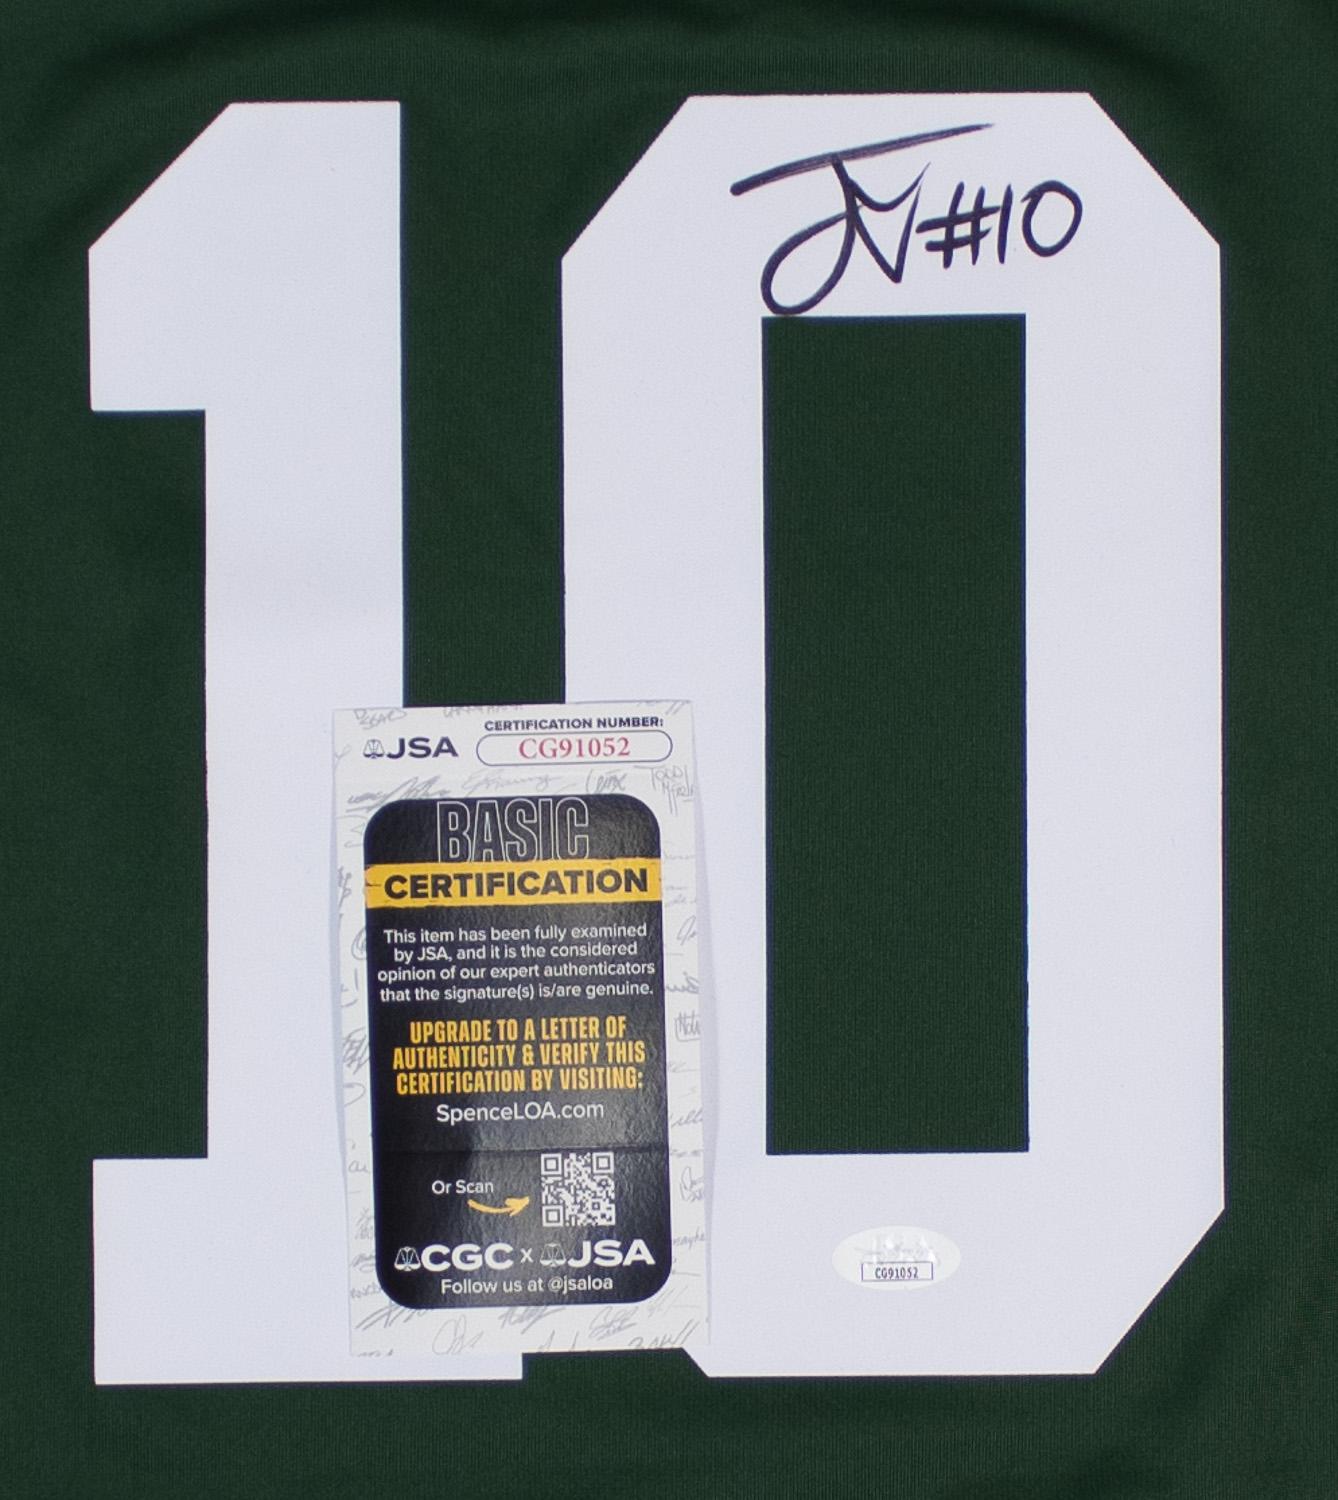 10
#10
CERTIFICATION NUMBER:
JSA CG91052
BASIC
CERTIFICATION
This item has been fully examined
by JSA, and it is the considered
opinion of our expert authenticators
that the signature(s) is/are genuine.
UPGRADE TO A LETTER OF
AUTHENTICITY & VERIFY THIS
CERTIFICATION BY VISITING:
SpenceLOA.com
Or Scan
CGC x JSA
Follow us at @jsaloa
CG91052